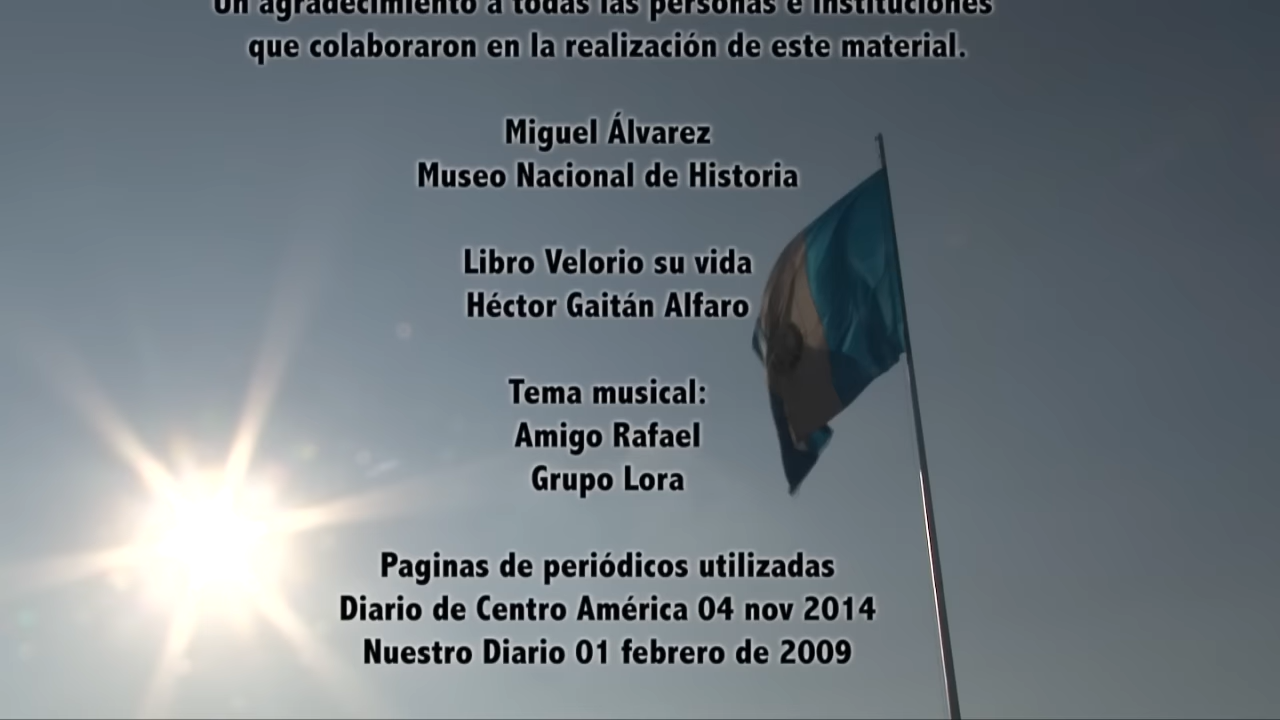 Un agradecimiento a todas las personas e instituciones
que colaboraron en la realización de este material.
Miguel Álvarez
Museo Nacional de Historia
Libro Velorio su vida
Héctor Gaitán Alfaro
Tema musical:
Amigo Rafael
Grupo Lora
Paginas de periódicos utilizadas
Diario de Centro América 04 nov 2014
Nuestro Diario 01 febrero de 2009